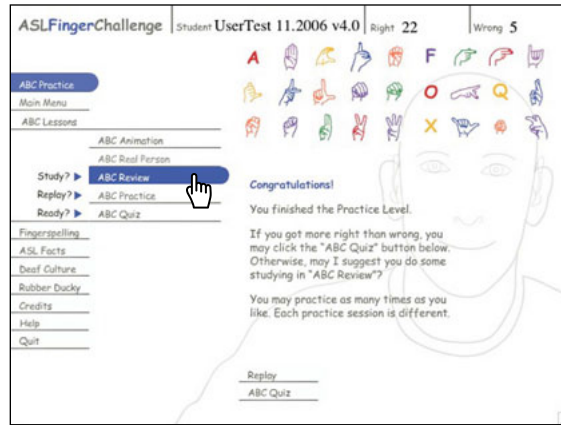 ASLFingerChallenge Student UserTest 11.2006 v4.0 Right 22 Wrong 5
A F
O Q
X
ABC Practice
Main Menu
ABC Lessons
ABC Animation
ABC Real Person
Study? ABC Review
Replay? ABC Practice
Ready? ABC Quiz
Fingerspelling
ASL Facts
Deaf Culture
Rubber Ducky
Credits
Help
Quit
Congratulations!
You finished the Practice Level.
If you got more right than wrong, you
may click the "ABC Quiz" button below.
Otherwise, may I suggest you do some
studying in "ABC Review"?
You may practice as many times as you
like. Each practice session is different.
Replay
ABC Quiz